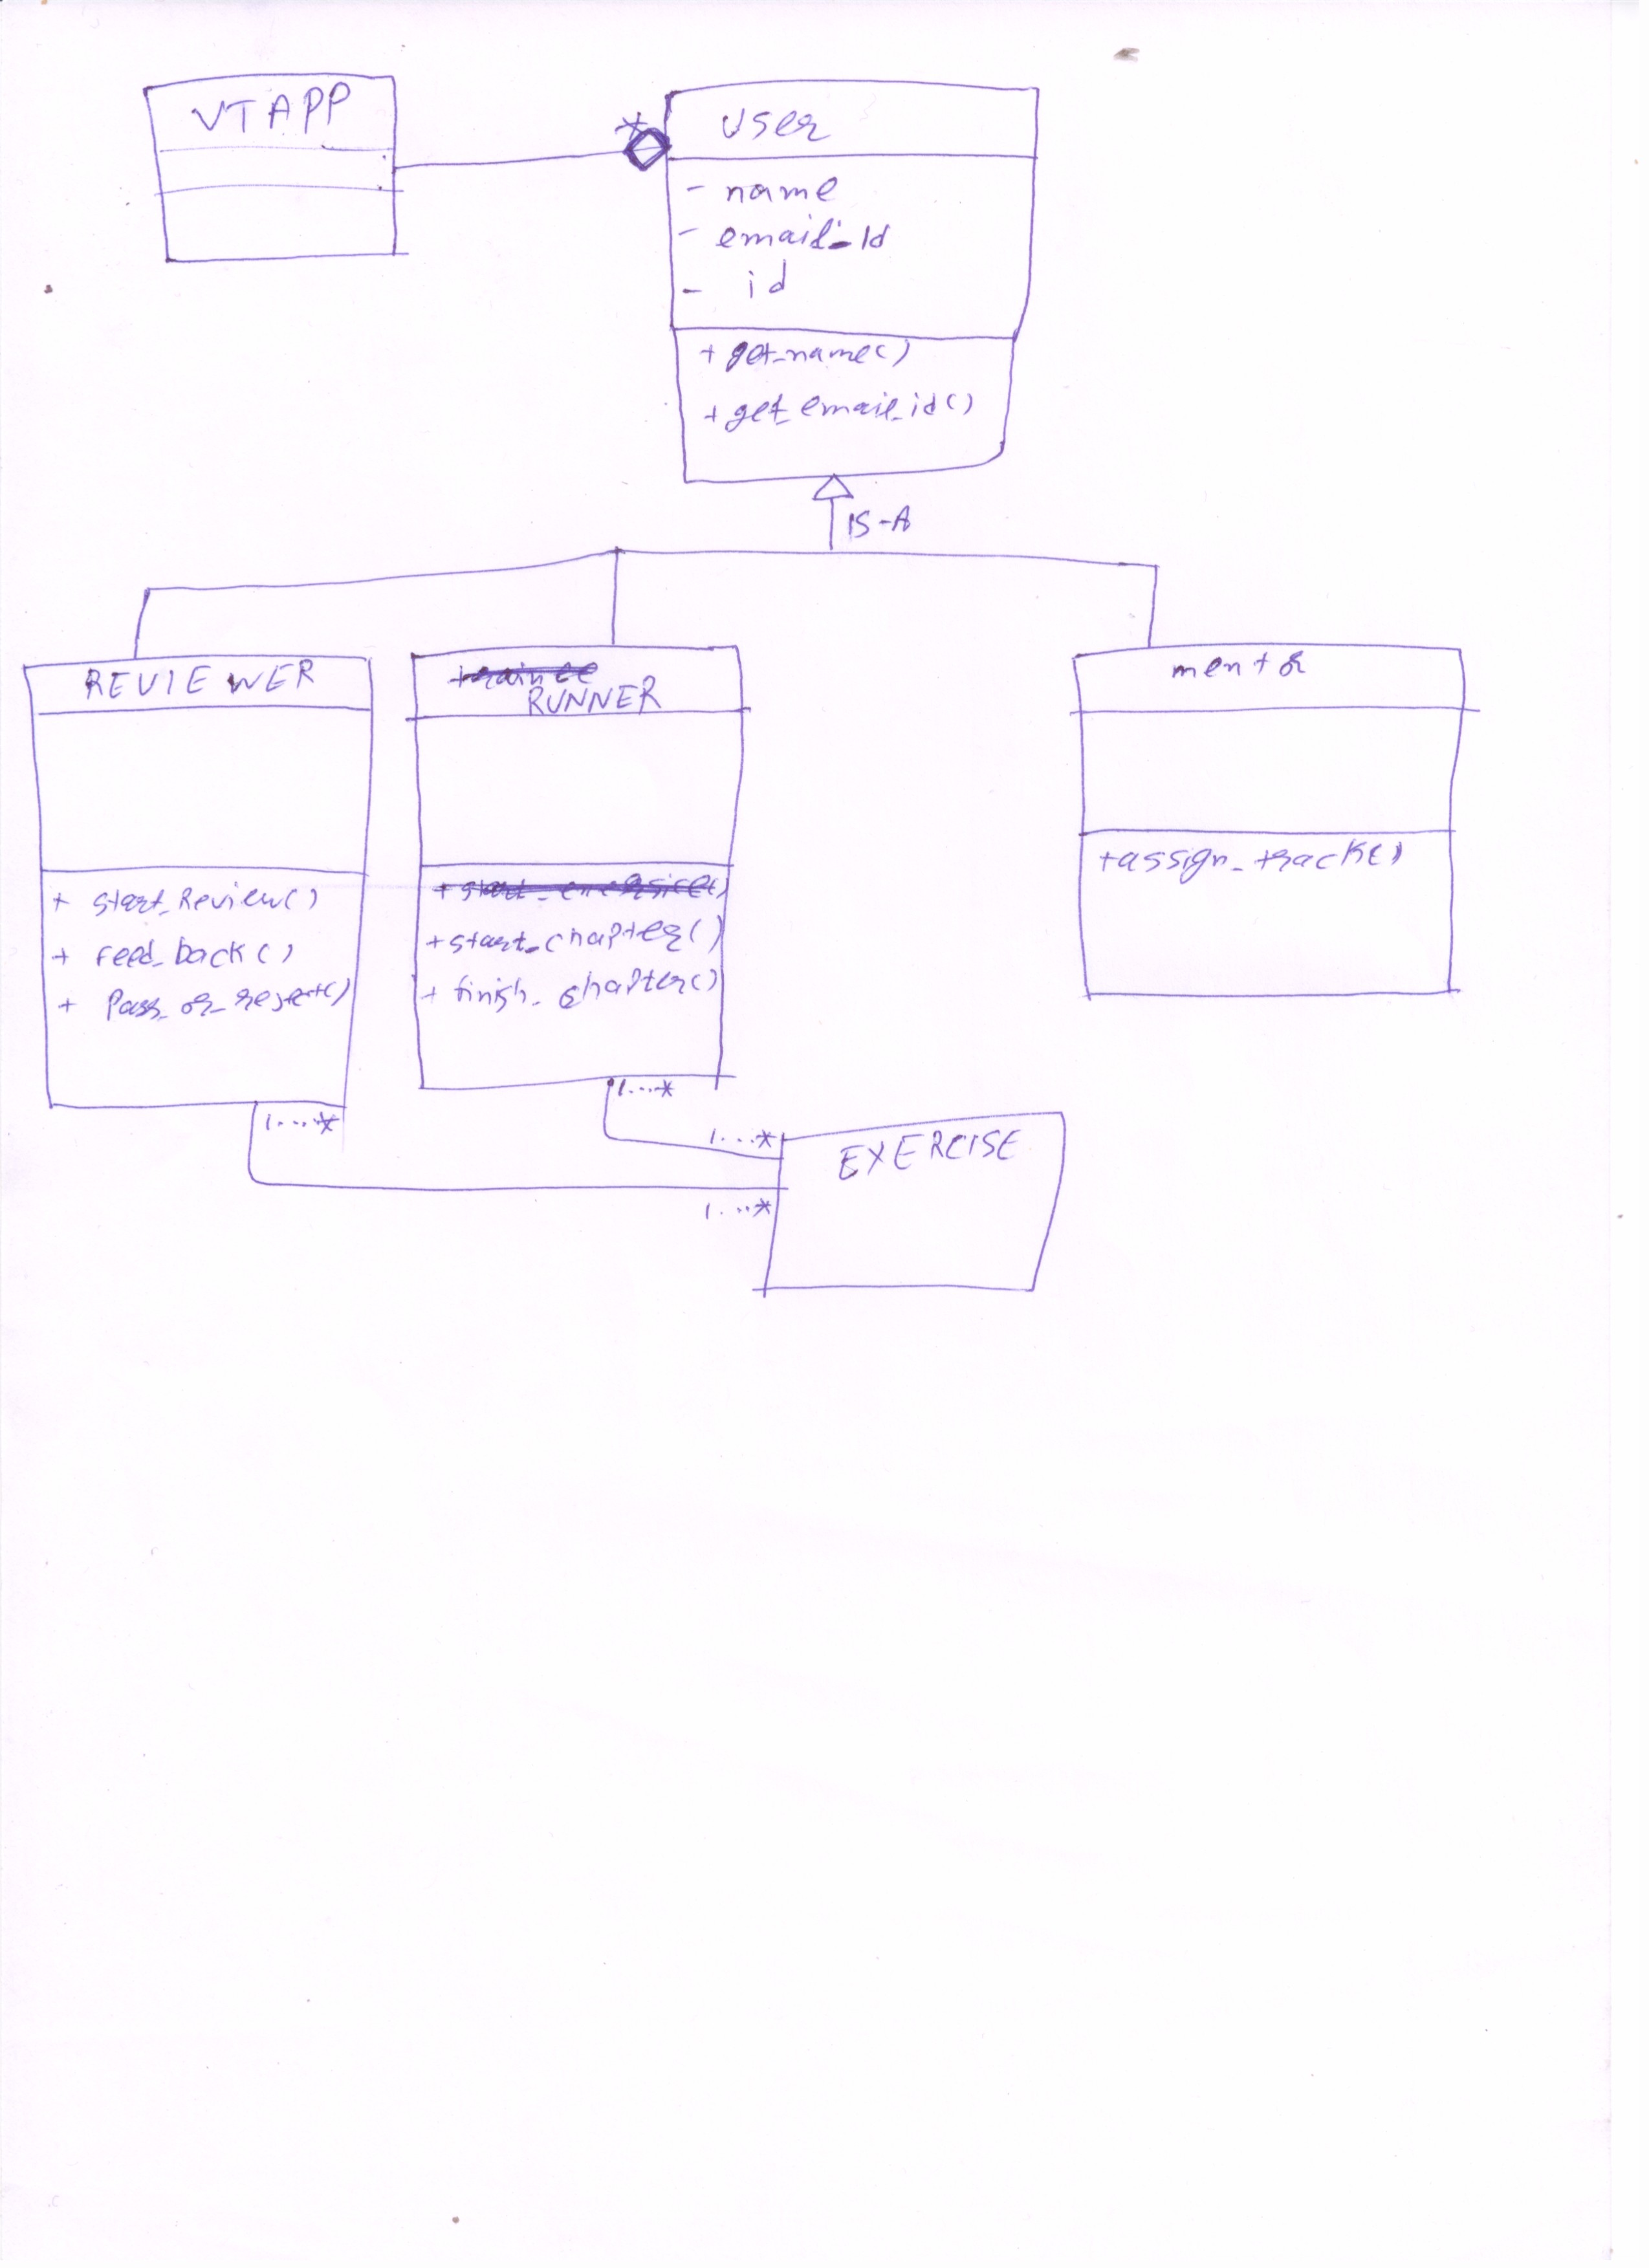 VTAPP
*
user
- name
- email_Id
- id
+ get_name()
+ get_email_id()
IS-A
REVIEWER
+ start_Review()
+ Feed_back()
+ Pass_or_reject()
trainee
RUNNER
+ start_exersice()
+ start_chapter()
+ finish_chapter()
mentor
+assign_track()
1...*
1...*
1...*
1...*
EXERCISE